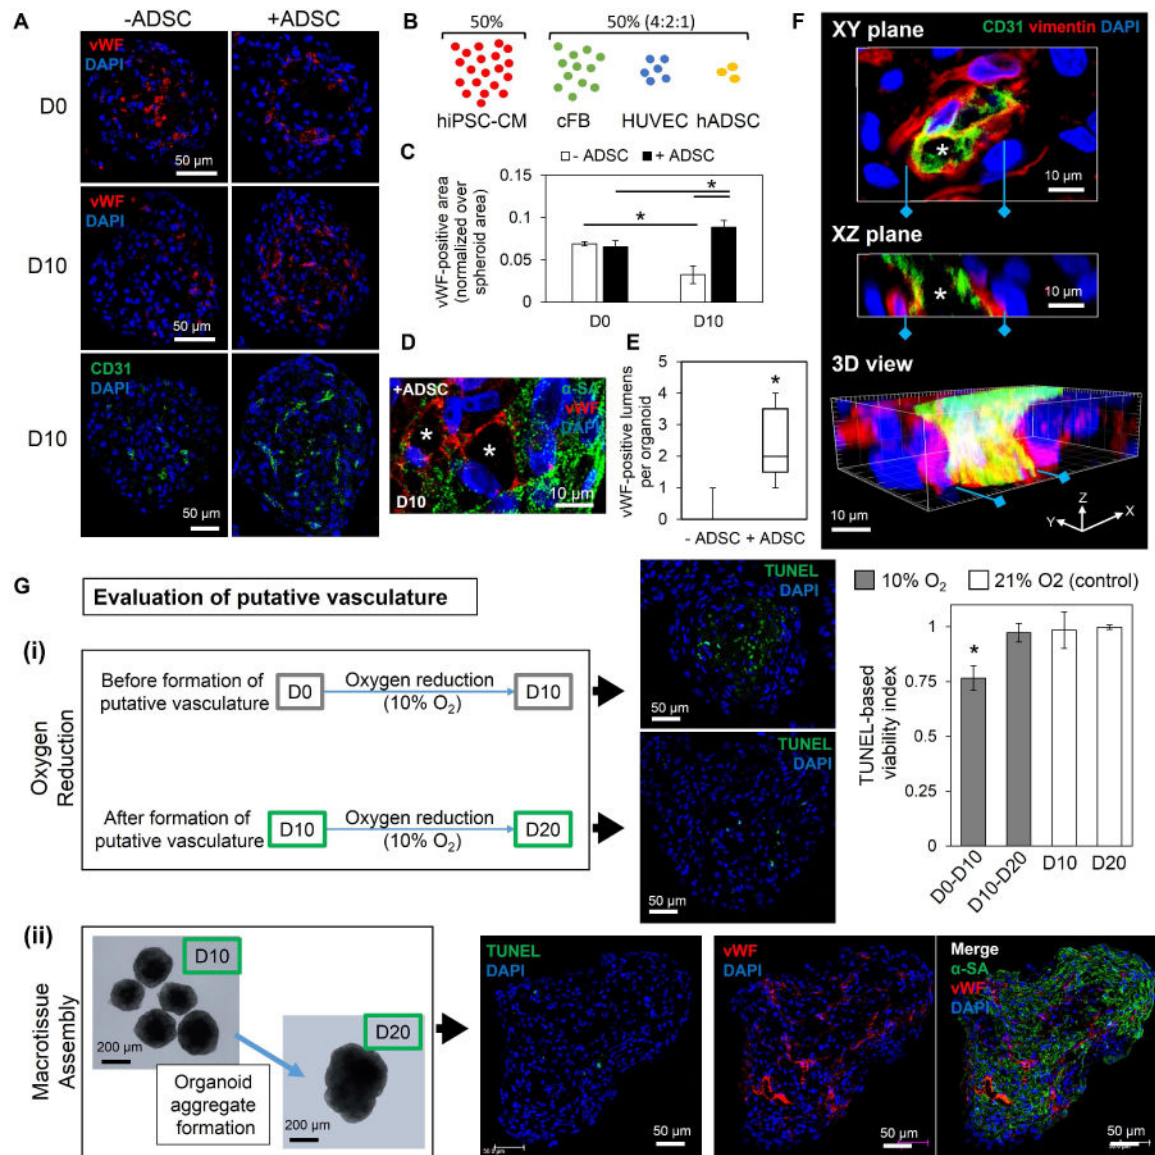 A
-ADSC
+ADSC
D0
vWF
DAPI
50 µm
D10
vWF
DAPI
50 µm
D10
CD31
DAPI
50 µm
B
50%
50% (4:2:1)
hiPSC-CM
cFB
HUVEC
hADSC
C
- ADSC
+ ADSC
vWF-positive area
(normalized over
spheroid area)
0.15
0.1
0.05
0
*
*
D0
D10
D
+ADSC
α-SA
vWF
DAPI
*
*
D10
10 µm
E
vWF-positive lumens
per organoid
5
4
3
2
1
0
*
- ADSC + ADSC
F
CD31 vimentin DAPI
XY plane
*
10 µm
XZ plane
*
10 µm
3D view
10 µm
Z
Y
X
G
Evaluation of putative vasculature
(i)
Oxygen
Reduction
Before formation of
putative vasculature
D0
Oxygen reduction
(10% O₂)
D10
After formation of
putative vasculature
D10
Oxygen reduction
(10% O₂)
D20
TUNEL
DAPI
50 µm
TUNEL
DAPI
50 µm
10% O₂
21% O2 (control)
TUNEL-based
viability index
1
0.75
0.5
0.25
0
*
D0-D10
D10-D20
D10
D20
(ii)
Macrotissue
Assembly
D10
200 µm
Organoid
aggregate
formation
D20
200 µm
TUNEL
DAPI
50 µm
vWF
DAPI
50 µm
Merge
α-SA
vWF
DAPI
50 µm